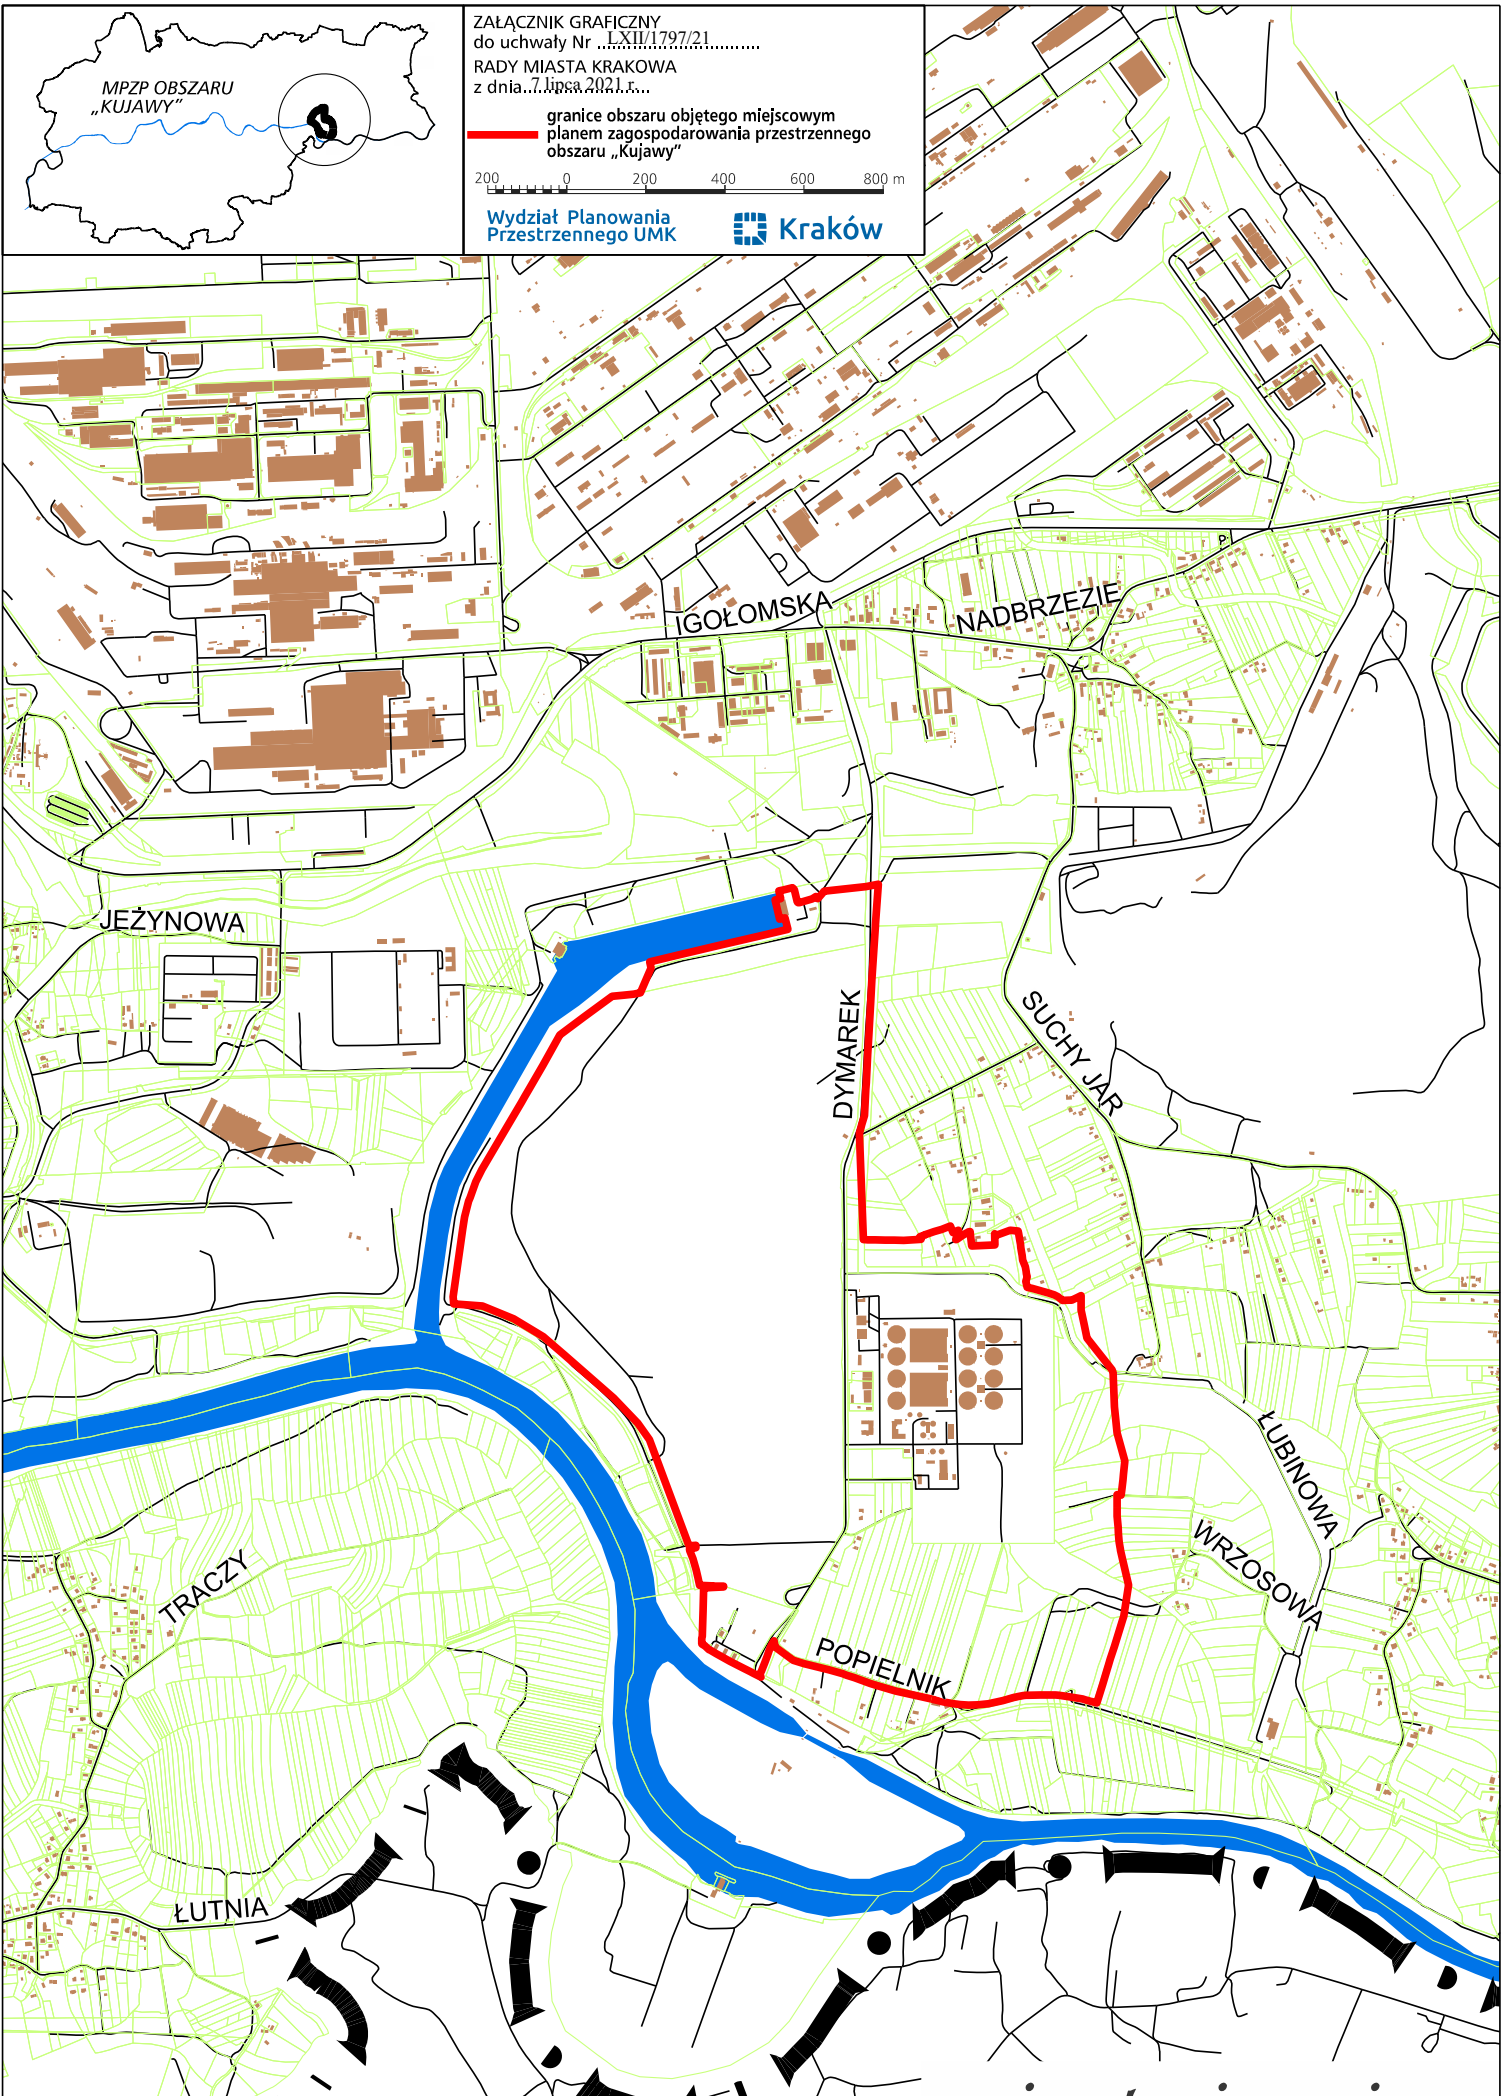 MPZP OBSZARU
„KUJAWY”
ZAŁĄCZNIK GRAFICZNY
do uchwały Nr ...LXII/1797/21...
RADY MIASTA KRAKOWA
z dnia...7 lipca 2021 r...
granice obszaru objętego miejscowym
planem zagospodarowania przestrzennego
obszaru „Kujawy”
200 0 200 400 600 800 m
Wydział Planowania
Przestrzennego UMK
Kraków
P
IGOŁOMSKA
NADBRZEZIE
JEŻYNOWA
DYMAREK
SUCHY JAR
ŁUBINOWA
WRZOSOWA
TRACZY
POPIELNIK
ŁUTNIA